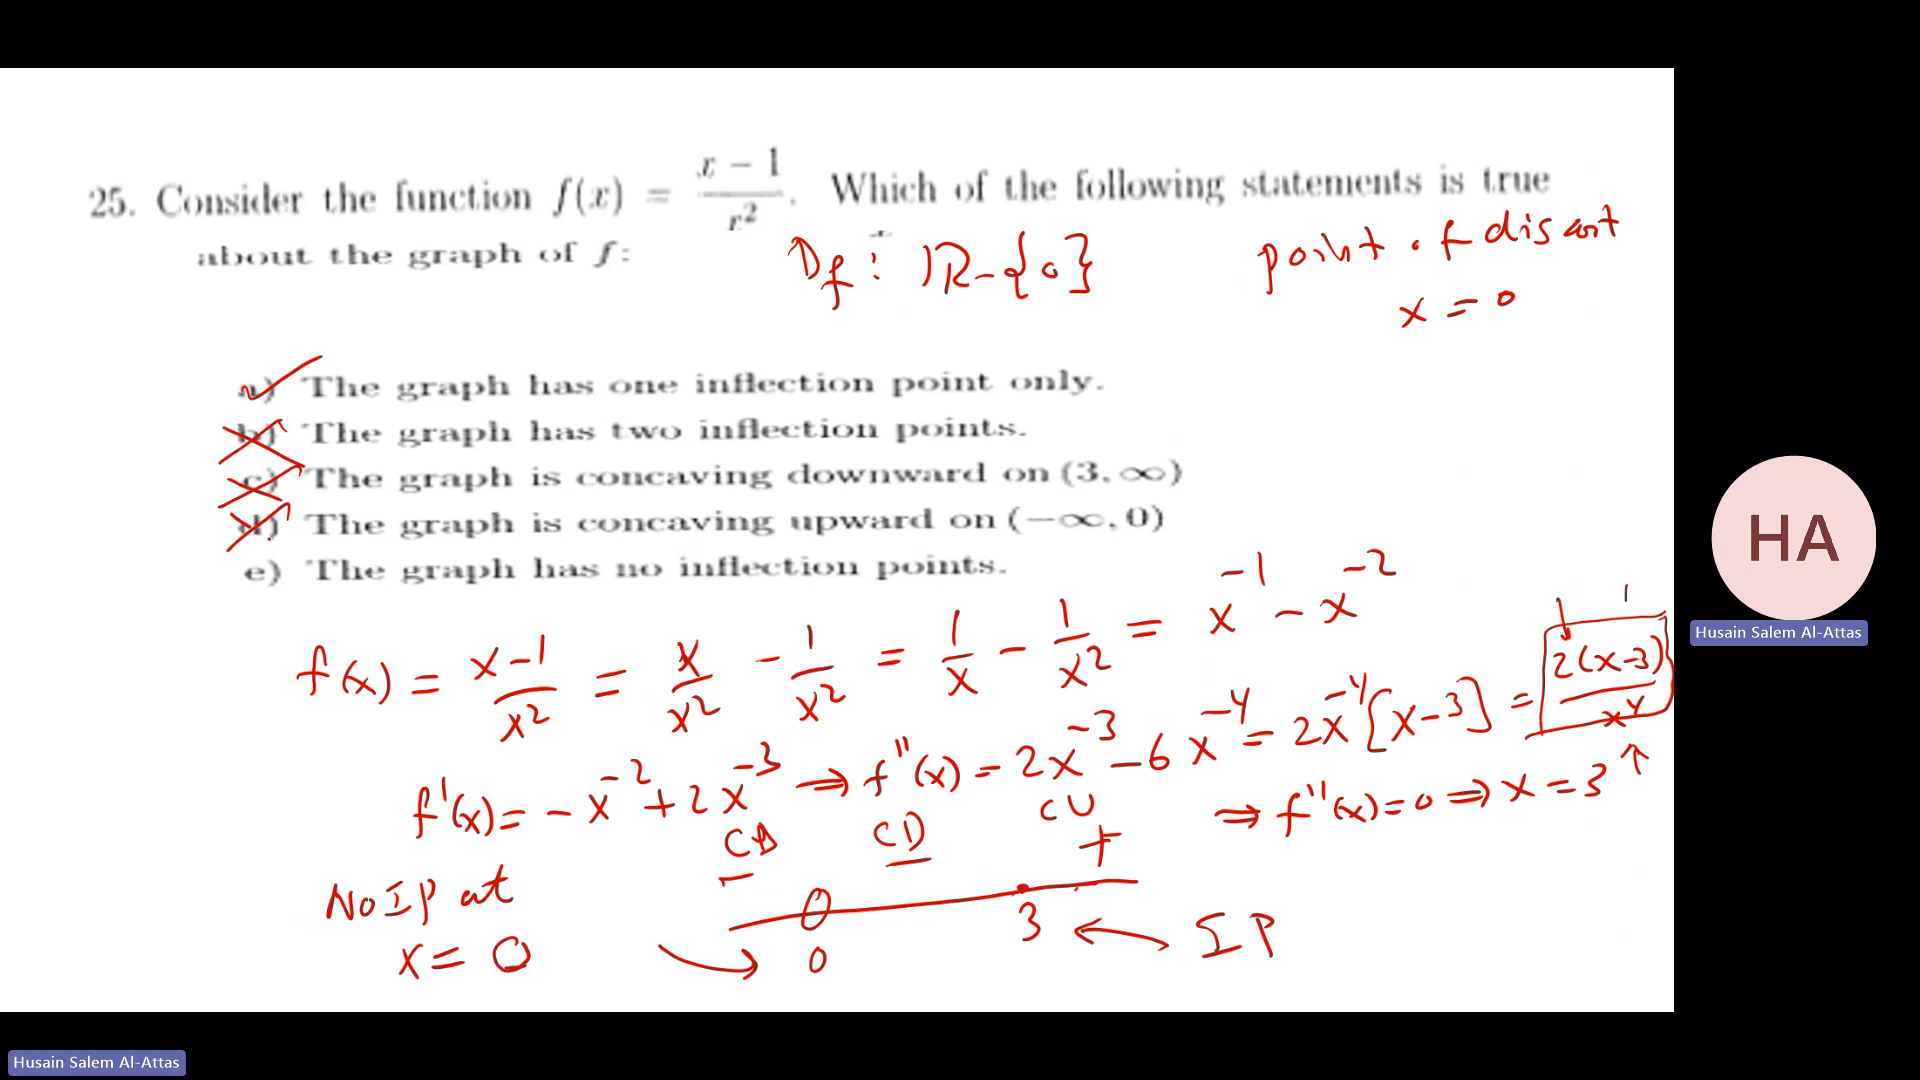 25. Consider the function f(x) = x − 1 / x². Which of the following statements is true
about the graph of f:
D_f : ℝ − {0}
point of discont
x = 0
a) The graph has one inflection point only.
b) The graph has two inflection points.
c) The graph is concaving downward on (3, ∞)
d) The graph is concaving upward on (−∞, 0)
e) The graph has no inflection points.
f(x) = x−1 / x² = x / x² − 1 / x² = 1 / x − 1 / x² = x⁻¹ − x⁻²
f'(x) = − x⁻² + 2x⁻³ ⇒ f''(x) = 2x⁻³ − 6x⁻⁴ = 2x⁻⁴[x−3] = 2(x−3) / x⁴
⇒ f''(x) = 0 ⇒ x = 3
CD CD CU
− − +
0 3 ← IP
No IP at
x = 0
HA
Husain Salem Al-Attas
Husain Salem Al-Attas